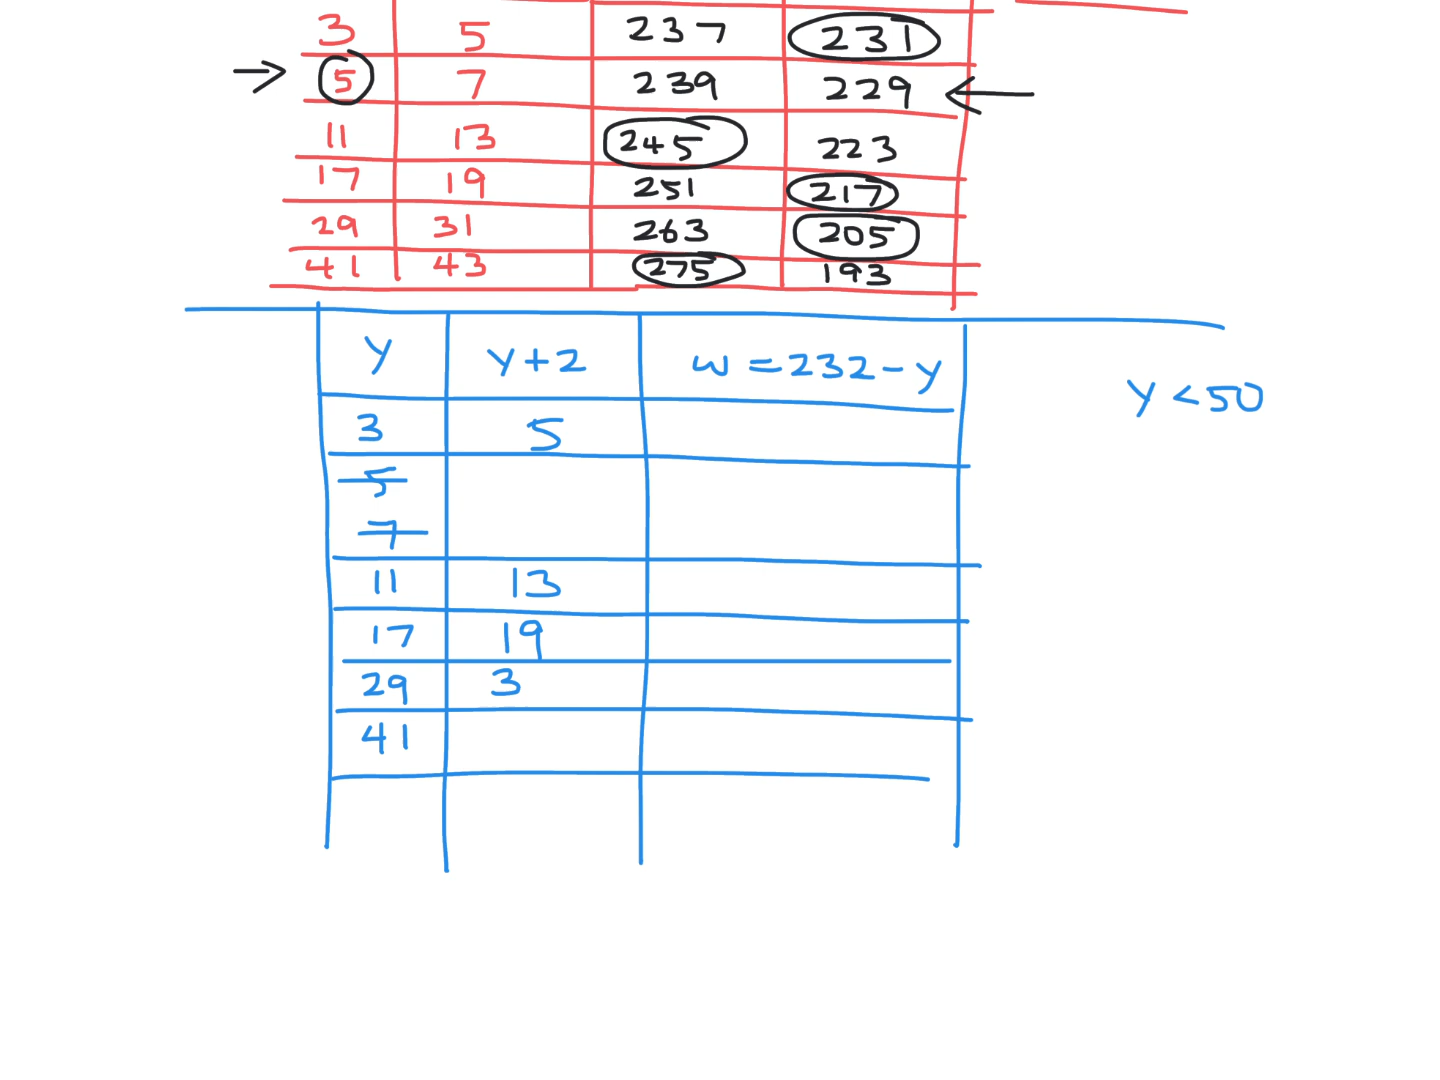 3 5 237 231
5 7 239 229
11 13 245 223
17 19 251 217
29 31 263 205
41 43 275 193
y y+2 w = 232 - y
y < 50
3 5
5
7
11 13
17 19
29 3
41